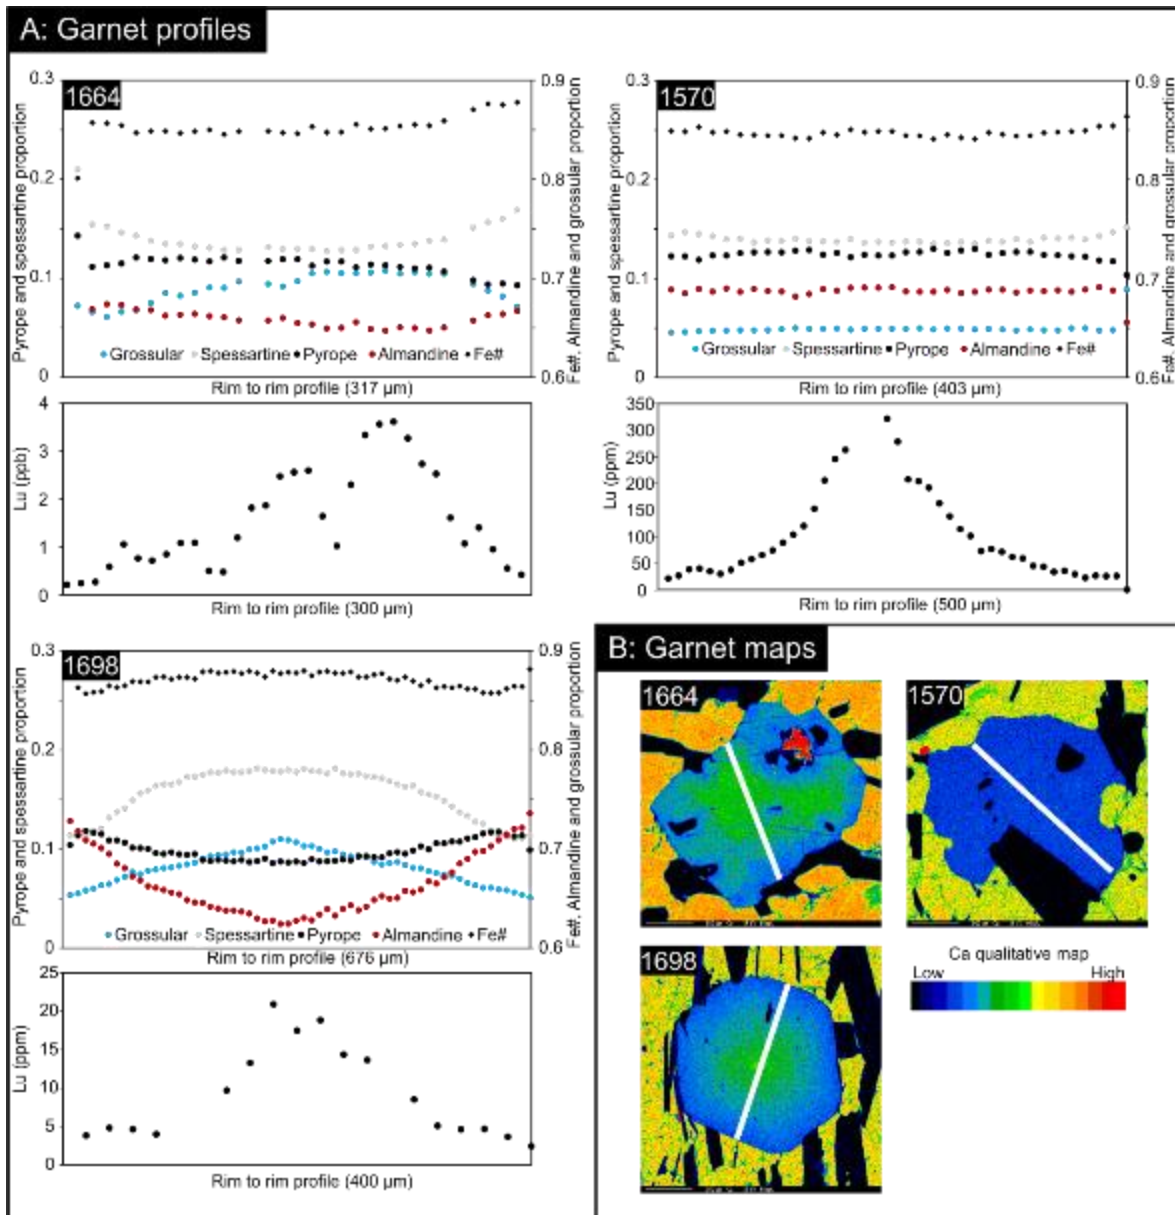 A: Garnet profiles
1664
0.3
0.2
0.1
0
Pyrope and spessartine proportion
0.9
0.8
0.7
0.6
Fe#. Almandine and grossular proportion
Grossular Spessartine Pyrope Almandine Fe#
Rim to rim profile (317 µm)
4
3
2
1
0
Lu (ppb)
Rim to rim profile (300 µm)
1570
0.3
0.2
0.1
0
Pyrope and spessartine proportion
0.9
0.8
0.7
0.6
Fe#. Almandine and grossular proportion
Grossular Spessartine Pyrope Almandine Fe#
Rim to rim profile (403 µm)
350
300
250
200
150
100
50
0
Lu (ppm)
Rim to rim profile (500 µm)
1698
0.3
0.2
0.1
0
Pyrope and spessartine proportion
0.9
0.8
0.7
0.6
Fe#. Almandine and grossular proportion
Grossular Spessartine Pyrope Almandine Fe#
Rim to rim profile (676 µm)
25
20
15
10
5
0
Lu (ppm)
Rim to rim profile (400 µm)
B: Garnet maps
1664
1570
1698
Ca qualitative map
Low High